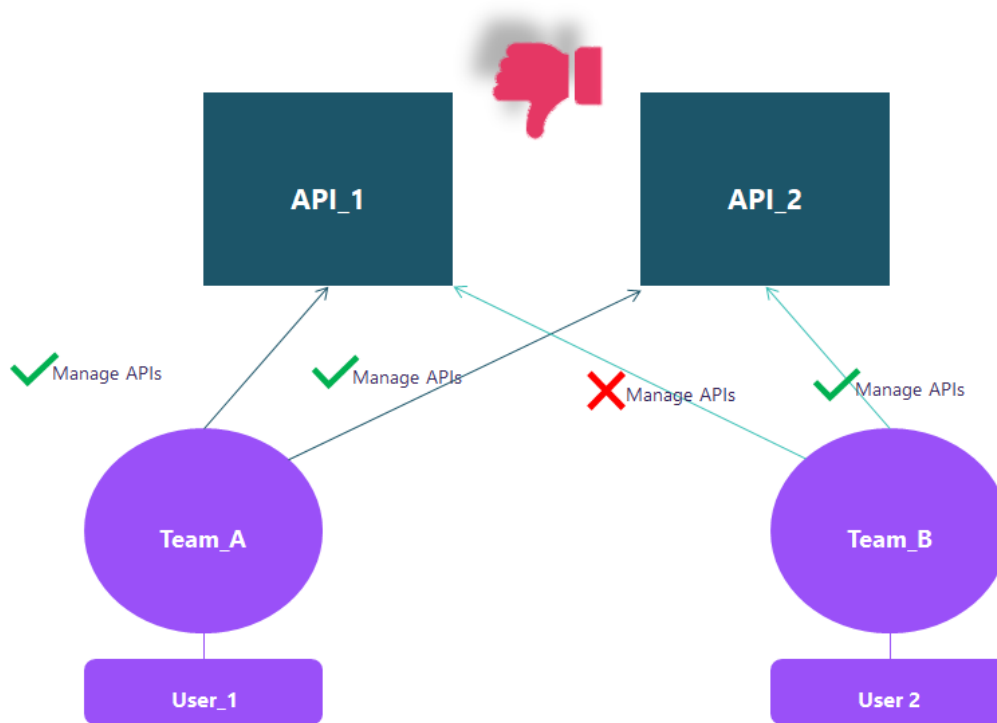 API_1
API_2
Manage APIs
Manage APIs
Manage APIs
Manage APIs
Team_A
Team_B
User_1
User 2